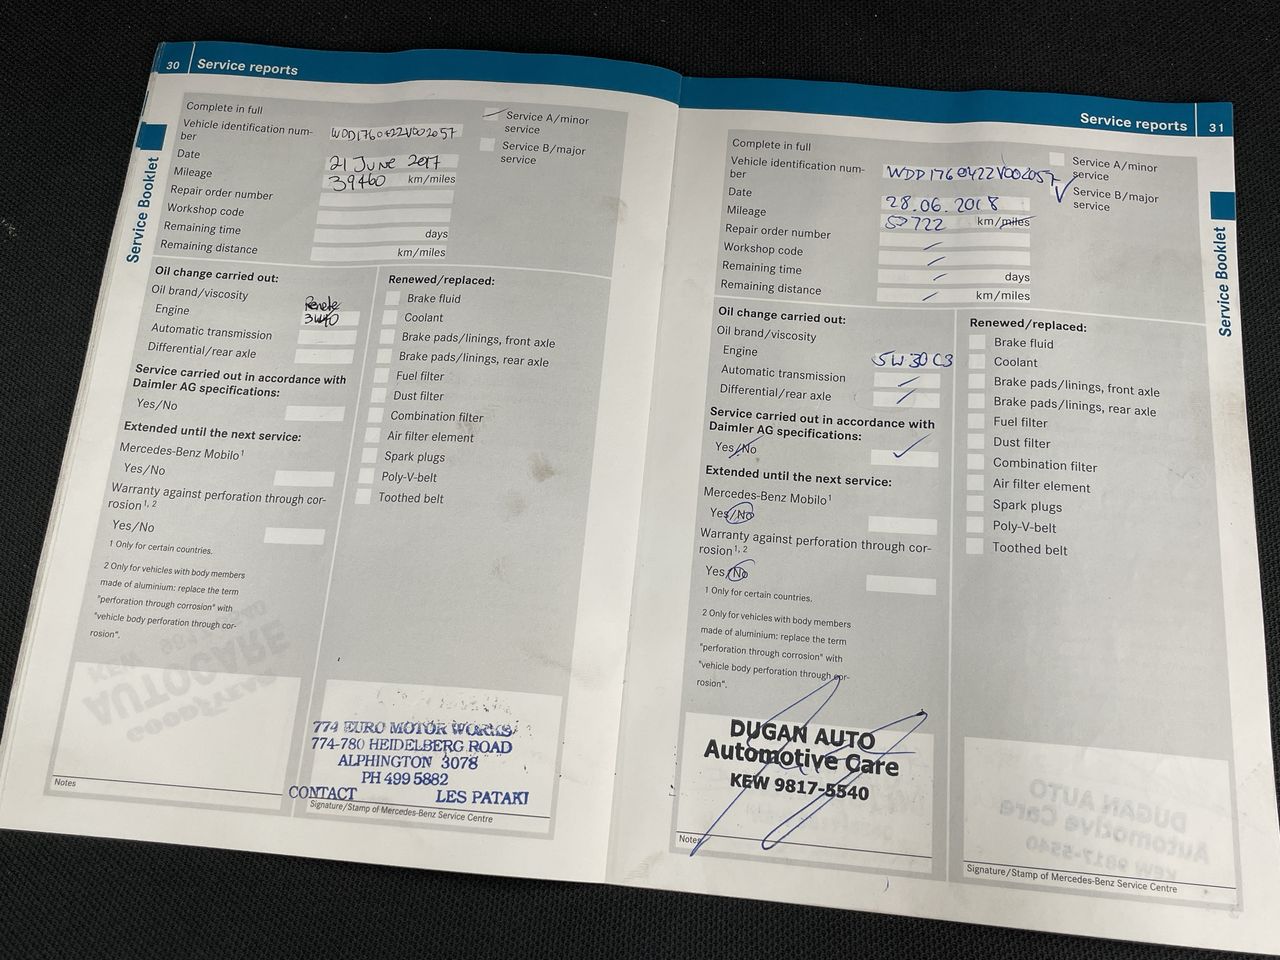 30 Service reports
Complete in full
Vehicle identification num-
ber
WDD1760422V002057
Date
21 June 2017
Mileage
39460 km/miles
Repair order number
Workshop code
Remaining time
days
Remaining distance
km/miles
Service A/minor
service
Service B/major
service
Service Booklet
Oil change carried out:
Oil brand/viscosity
Engine
Automatic transmission
Differential/rear axle
Service carried out in accordance with
Daimler AG specifications:
Yes/No
Extended until the next service:
Mercedes-Benz Mobilo¹
Yes/No
Warranty against perforation through cor-
rosion¹, ²
Yes/No
1 Only for certain countries.
2 Only for vehicles with body members
made of aluminium: replace the term
"perforation through corrosion" with
"vehicle body perforation through cor-
rosion".
Renewed/replaced:
Brake fluid
Coolant
Brake pads/linings, front axle
Brake pads/linings, rear axle
Fuel filter
Dust filter
Combination filter
Air filter element
Spark plugs
Poly-V-belt
Toothed belt
Notes
774 EURO MOTOR WORKS
774-780 HEIDELBERG ROAD
ALPHINGTON 3078
PH 499 5882
CONTACT LES PATAKI
Signature/Stamp of Mercedes-Benz Service Centre
Service reports 31
Complete in full
Vehicle identification num-
ber
WDD1760422V002057
Date
28.06.2018
Mileage
km/miles
Repair order number
Workshop code
Remaining time
days
Remaining distance
km/miles
Service A/minor
service
Service B/major
service
Service Booklet
Oil change carried out:
Oil brand/viscosity
Engine
5W30 C3
Automatic transmission
Differential/rear axle
Service carried out in accordance with
Daimler AG specifications:
Yes/No
Extended until the next service:
Mercedes-Benz Mobilo¹
Yes/No
Warranty against perforation through cor-
rosion¹, ²
Yes/No
1 Only for certain countries.
2 Only for vehicles with body members
made of aluminium: replace the term
"perforation through corrosion" with
"vehicle body perforation through cor-
rosion".
Renewed/replaced:
Brake fluid
Coolant
Brake pads/linings, front axle
Brake pads/linings, rear axle
Fuel filter
Dust filter
Combination filter
Air filter element
Spark plugs
Poly-V-belt
Toothed belt
DUGAN AUTO
Automotive Care
KEW 9817-5540
Notes
Signature/Stamp of Mercedes-Benz Service Centre